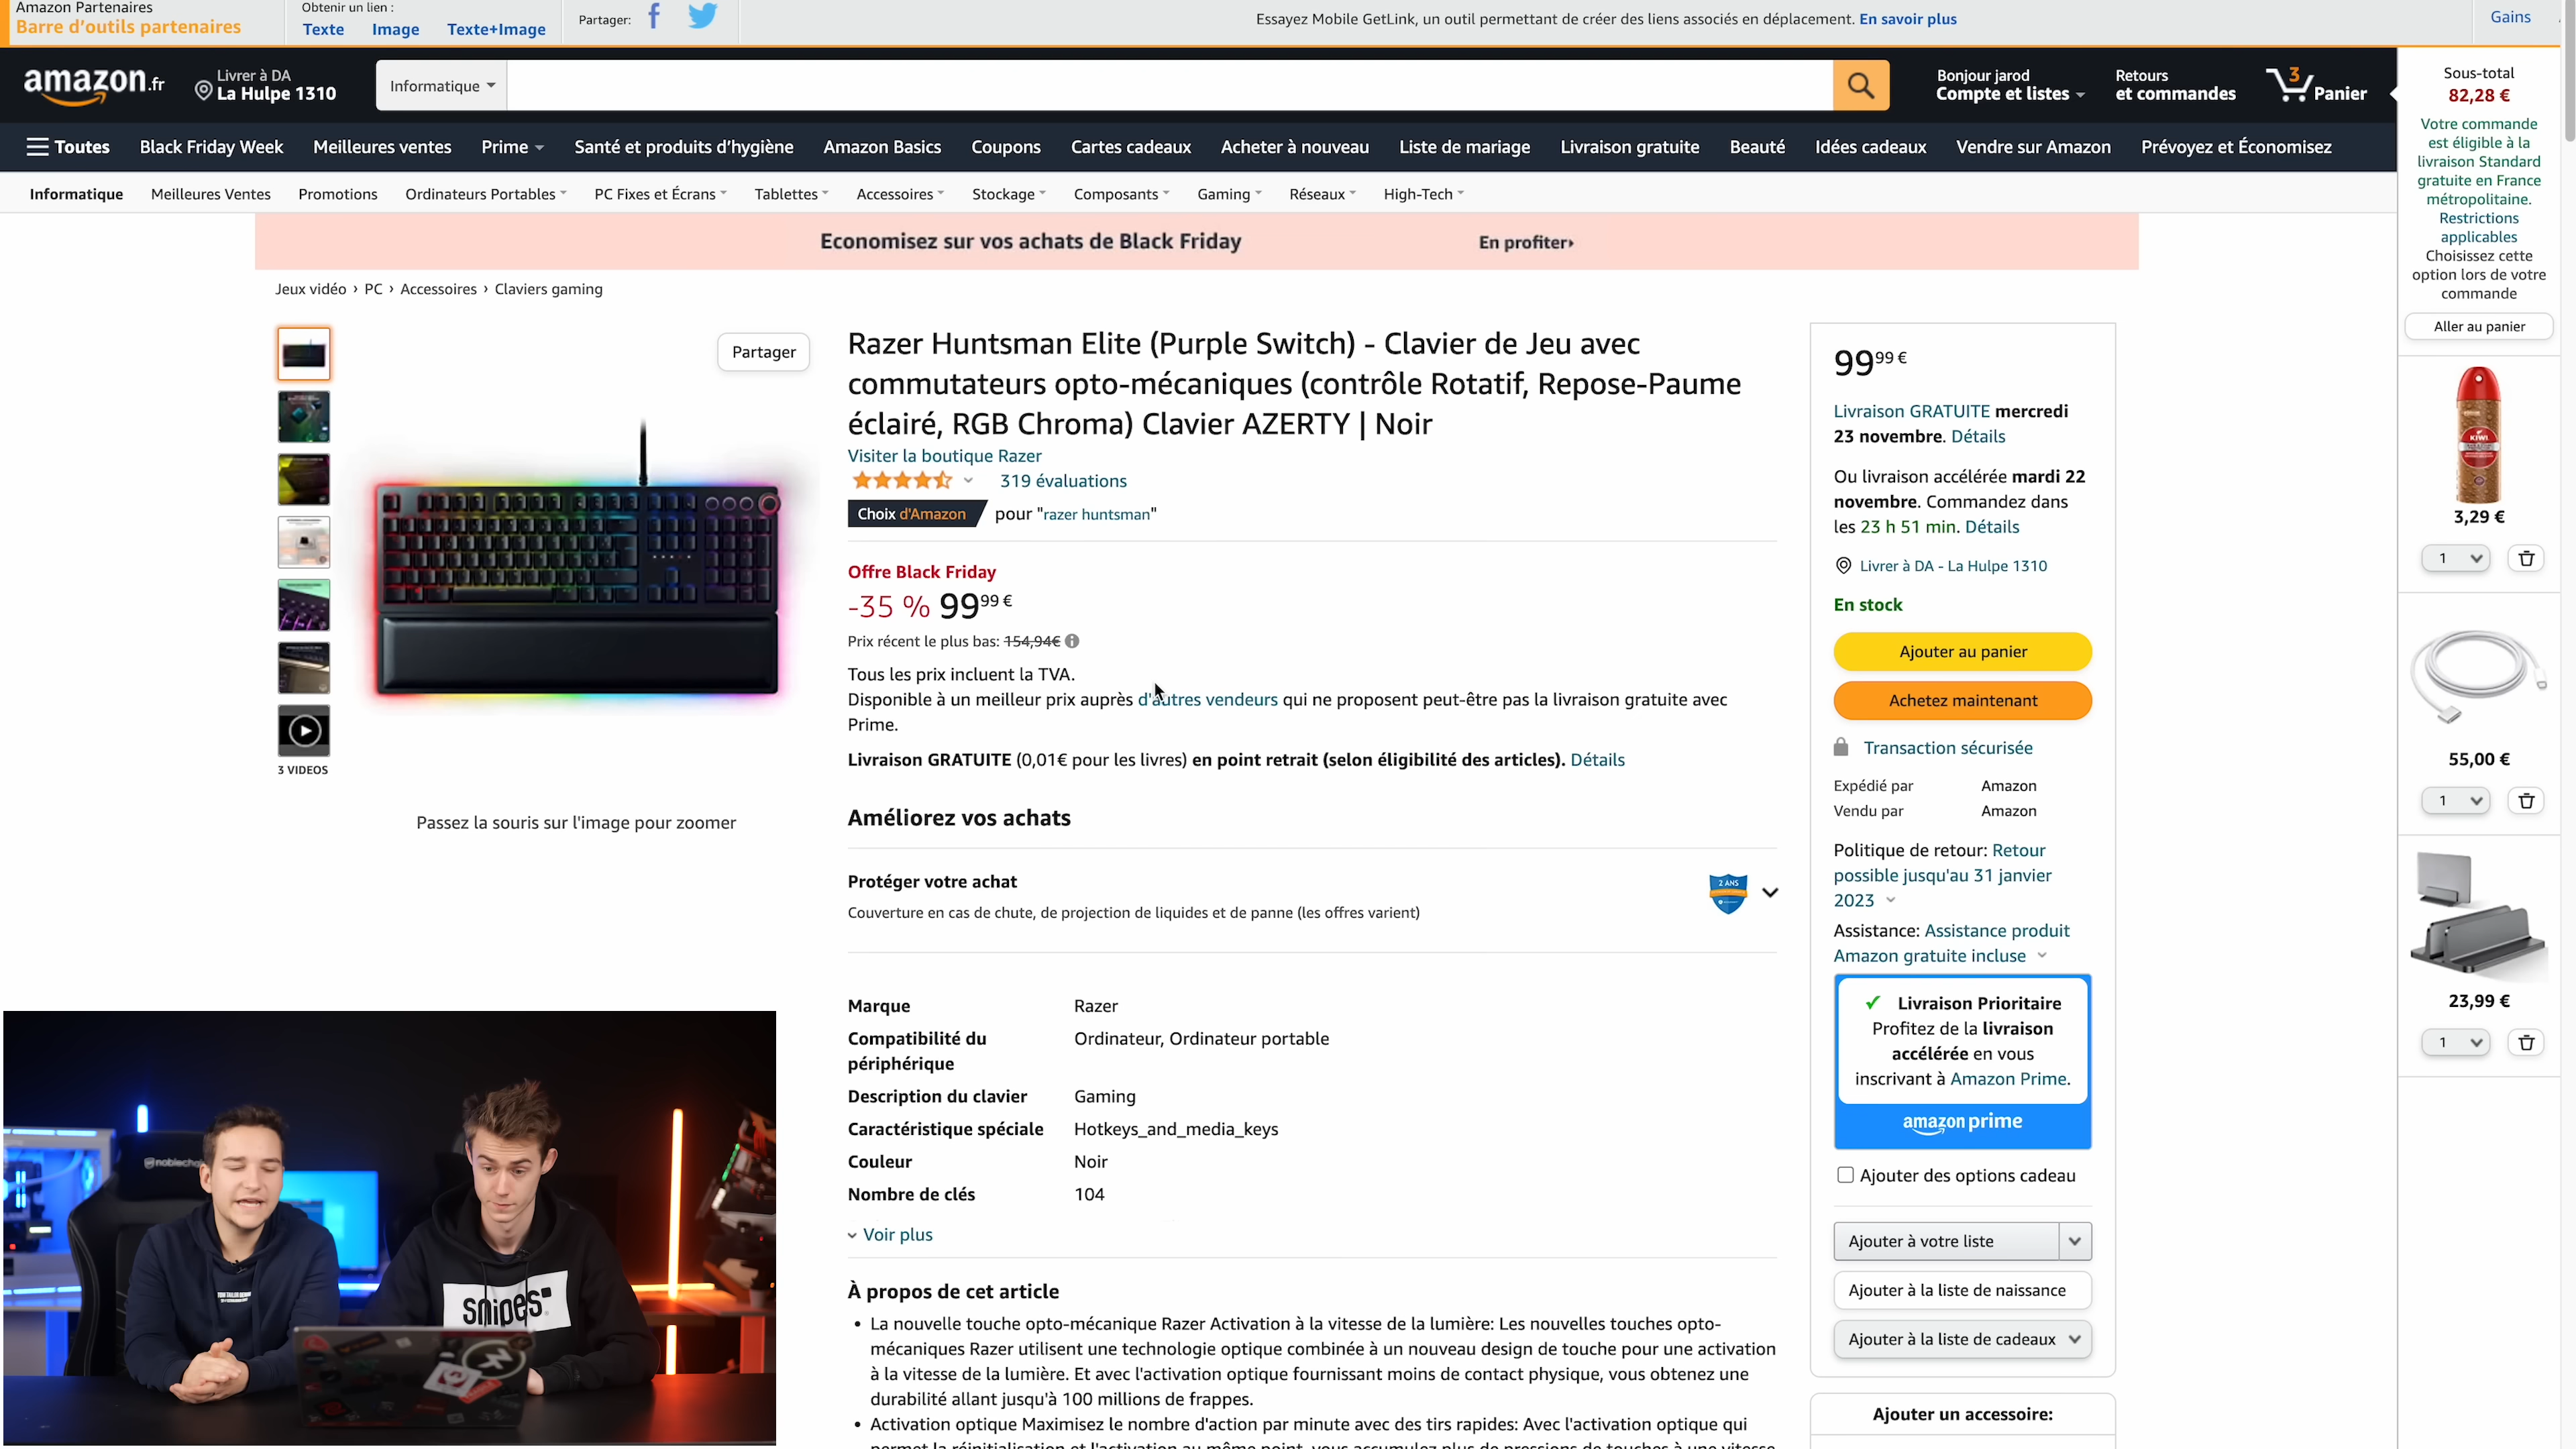 Amazon Partenaires
Barre d'outils partenaires
Obtenir un lien :
Texte Image Texte+Image
Partager:
Essayez Mobile GetLink, un outil permettant de créer des liens associés en déplacement. En savoir plus
Gains
amazon.fr
Livrer à DA
La Hulpe 1310
Informatique
Bonjour jarod
Compte et listes
Retours
et commandes
3
Panier
Toutes Black Friday Week Meilleures ventes Prime Santé et produits d'hygiène Amazon Basics Coupons Cartes cadeaux Acheter à nouveau Liste de mariage Livraison gratuite Beauté Idées cadeaux Vendre sur Amazon Prévoyez et Économisez
Informatique Meilleures Ventes Promotions Ordinateurs Portables PC Fixes et Écrans Tablettes Accessoires Stockage Composants Gaming Réseaux High-Tech
Economisez sur vos achats de Black Friday En profiter›
Jeux vidéo › PC › Accessoires › Claviers gaming
Partager
3 VIDEOS
Passez la souris sur l'image pour zoomer
Razer Huntsman Elite (Purple Switch) - Clavier de Jeu avec
commutateurs opto-mécaniques (contrôle Rotatif, Repose-Paume
éclairé, RGB Chroma) Clavier AZERTY | Noir
Visiter la boutique Razer
319 évaluations
Choix d'Amazon pour "razer huntsman"
Offre Black Friday
-35 % 99,99 €
Prix récent le plus bas: 154,94€
Tous les prix incluent la TVA.
Disponible à un meilleur prix auprès d'autres vendeurs qui ne proposent peut-être pas la livraison gratuite avec
Prime.
Livraison GRATUITE (0,01€ pour les livres) en point retrait (selon éligibilité des articles). Détails
Améliorez vos achats
Protéger votre achat
Couverture en cas de chute, de projection de liquides et de panne (les offres varient)
2 ANS
Marque Razer
Compatibilité du
périphérique
Ordinateur, Ordinateur portable
Description du clavier Gaming
Caractéristique spéciale Hotkeys_and_media_keys
Couleur Noir
Nombre de clés 104
Voir plus
À propos de cet article
• La nouvelle touche opto-mécanique Razer Activation à la vitesse de la lumière: Les nouvelles touches opto-
mécaniques Razer utilisent une technologie optique combinée à un nouveau design de touche pour une activation
à la vitesse de la lumière. Et avec l'activation optique fournissant moins de contact physique, vous obtenez une
durabilité allant jusqu'à 100 millions de frappes.
• Activation optique Maximisez le nombre d'action par minute avec des tirs rapides: Avec l'activation optique qui
permet la réinitialisation et l'activation au même point, vous accumulez plus de pressions de touches à une vitesse
99 99 €
Livraison GRATUITE mercredi
23 novembre. Détails
Ou livraison accélérée mardi 22
novembre. Commandez dans
les 23 h 51 min. Détails
Livrer à DA - La Hulpe 1310
En stock
Ajouter au panier
Achetez maintenant
Transaction sécurisée
Expédié par Amazon
Vendu par Amazon
Politique de retour: Retour
possible jusqu'au 31 janvier
2023
Assistance: Assistance produit
Amazon gratuite incluse
Livraison Prioritaire
Profitez de la livraison
accélérée en vous
inscrivant à Amazon Prime.
amazon prime
Ajouter des options cadeau
Ajouter à votre liste
Ajouter à la liste de naissance
Ajouter à la liste de cadeaux
Ajouter un accessoire:
Sous-total
82,28 €
Votre commande
est éligible à la
livraison Standard
gratuite en France
métropolitaine.
Restrictions
applicables
Choisissez cette
option lors de votre
commande
Aller au panier
KIWI
3,29 €
1
55,00 €
1
23,99 €
1
noblechairs
snipes